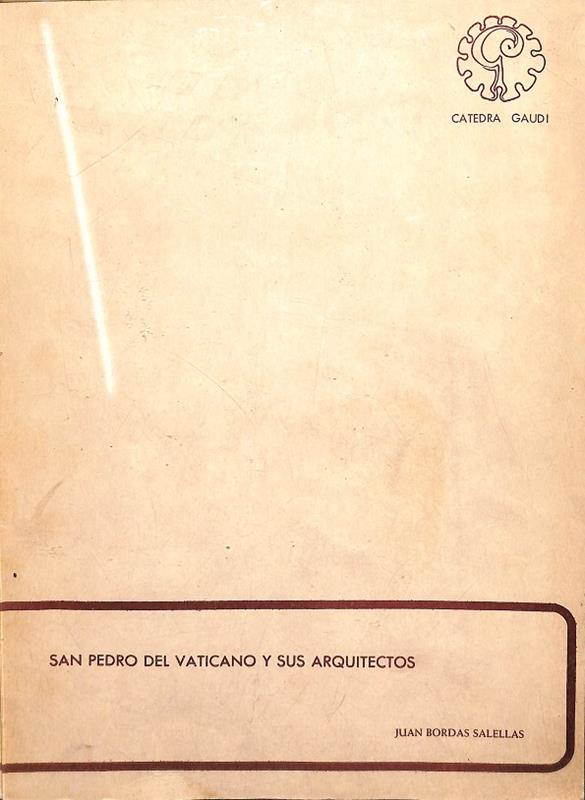 CATEDRA GAUDI
SAN PEDRO DEL VATICANO Y SUS ARQUITECTOS
JUAN BORDAS SALELLAS